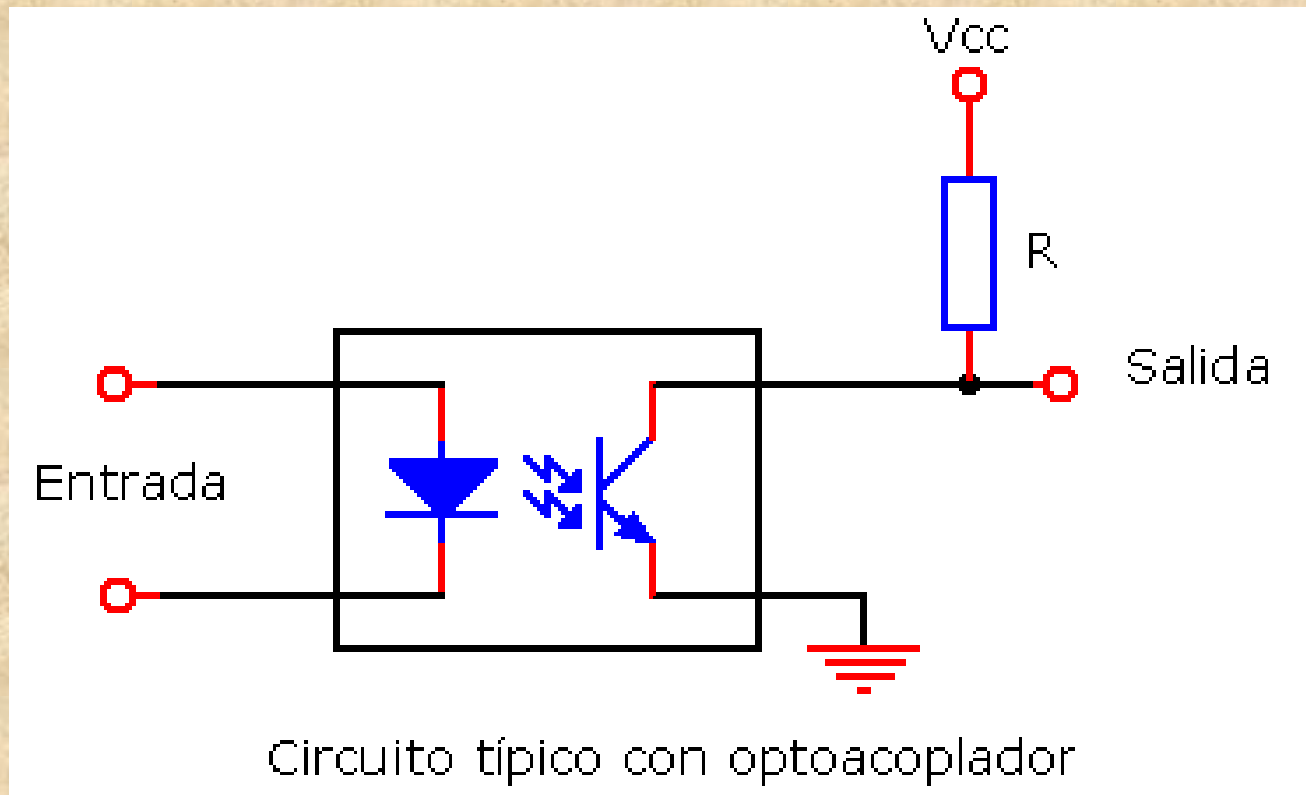 Vcc
R
Salida
Entrada
Circuito típico con optoacoplador